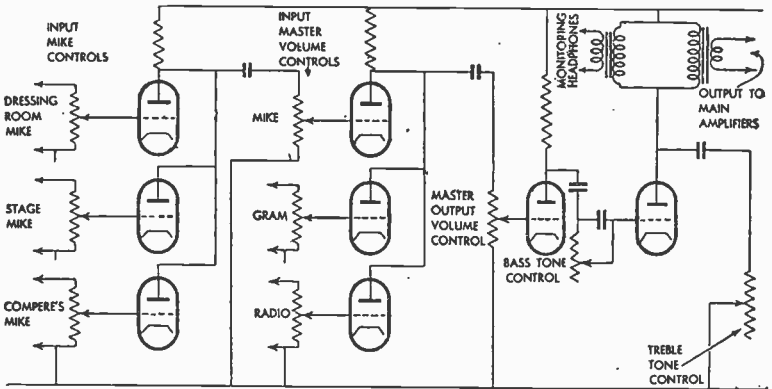 INPUT
MIKE
CONTROLS
INPUT
MASTER
VOLUME
CONTROLS
MONITORING
HEADPHONES
OUTPUT TO
MAIN
AMPLIFIERS
DRESSING
ROOM
MIKE
MIKE
STAGE
MIKE
GRAM
MASTER
OUTPUT
VOLUME
CONTROL
BASS TONE
CONTROL
COMPERE'S
MIKE
RADIO
TREBLE
TONE
CONTROL